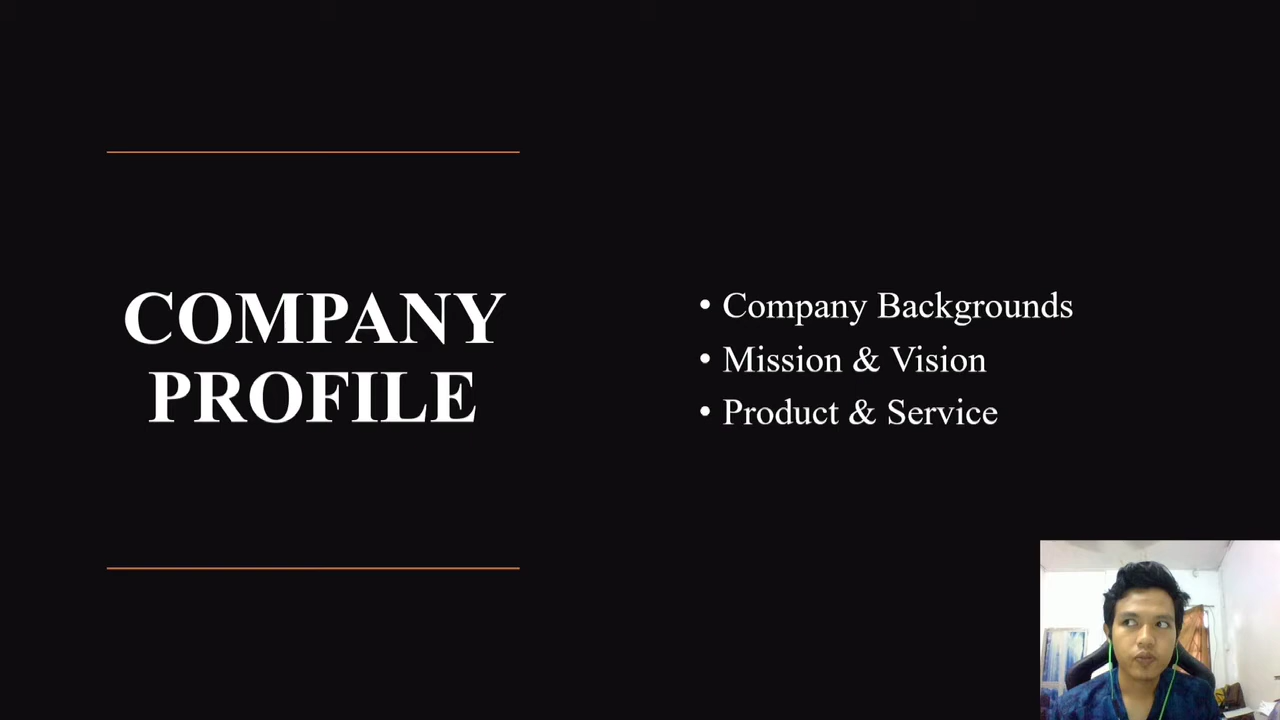 COMPANY
PROFILE
• Company Backgrounds
• Mission & Vision
• Product & Service